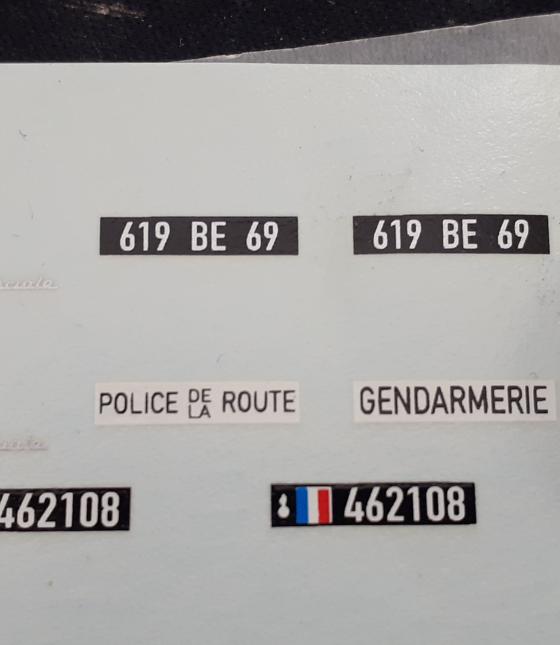 619 BE 69
619 BE 69
POLICE DE LA ROUTE
GENDARMERIE
462108
462108